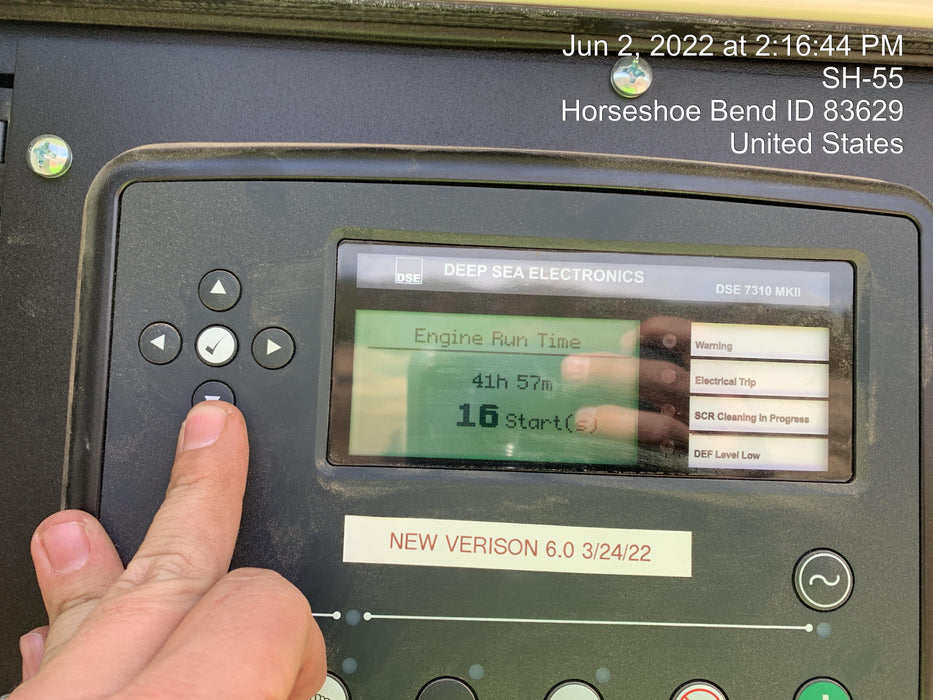 Jun 2, 2022 at 2:16:44 PM
SH-55
Horseshoe Bend ID 83629
United States
DSE
DEEP SEA ELECTRONICS
DSE 7310 MKII
Engine Run Time
41h 57m
16 Start(s)
Warning
Electrical Trip
SCR Cleaning in Progress
DEF Level Low
NEW VERISON 6.0 3/24/22